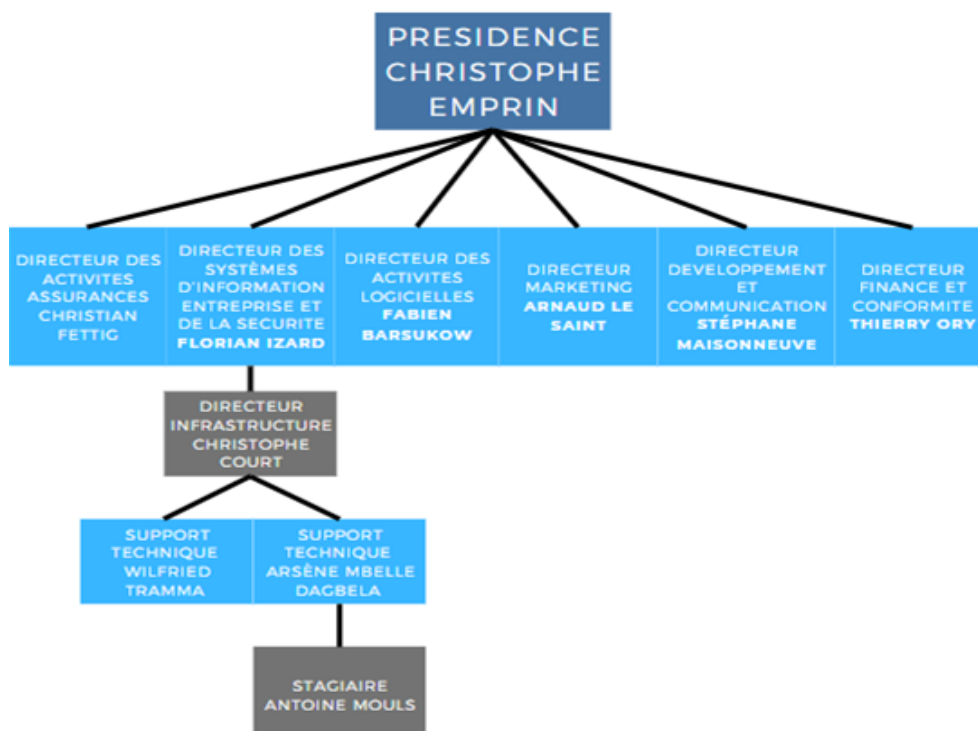 PRESIDENCE
CHRISTOPHE
EMPRIN
DIRECTEUR DES
ACTIVITES
ASSURANCES
CHRISTIAN
FETTIG
DIRECTEUR DES
SYSTÈMES
D'INFORMATION
ENTREPRISE ET
DE LA SECURITE
FLORIAN IZARD
DIRECTEUR DES
ACTIVITES
LOGICIELLES
FABIEN
BARSUKOW
DIRECTEUR
MARKETING
ARNAUD LE
SAINT
DIRECTEUR
DEVELOPPEMENT
ET
COMMUNICATION
STÉPHANE
MAISONNEUVE
DIRECTEUR
FINANCE ET
CONFORMITE
THIERRY ORY
DIRECTEUR
INFRASTRUCTURE
CHRISTOPHE
COURT
SUPPORT
TECHNIQUE
WILFRIED
TRAMMA
SUPPORT
TECHNIQUE
ARSÈNE MBELLE
DAGBELA
STAGIAIRE
ANTOINE MOULS